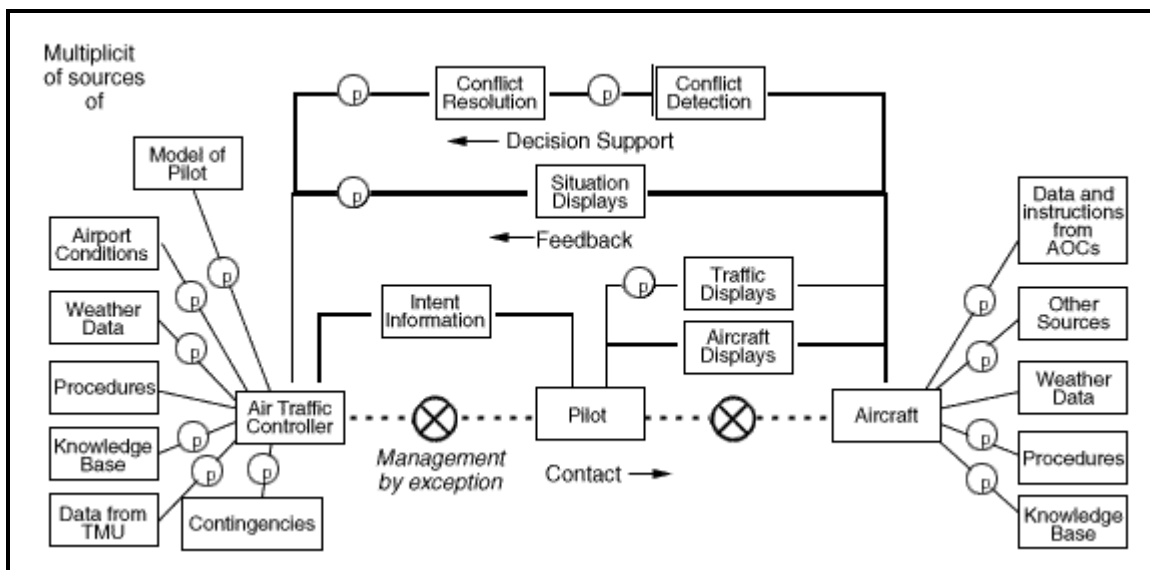 Multiplicit
of sources
of
Conflict
Resolution
Conflict
Detection
p
p
Decision Support
Model of
Pilot
p
Situation
Displays
Data and
instructions
from
AOCs
Airport
Conditions
Feedback
p
p
Traffic
Displays
p
p
Intent
Information
Other
Sources
Weather
Data
p
p
Aircraft
Displays
Weather
Data
Procedures
Air Traffic
Controller
Pilot
Aircraft
Knowledge
Base
p
p
p
Management
by exception
Contact
p
Procedures
p
Data from
TMU
Contingencies
Knowledge
Base